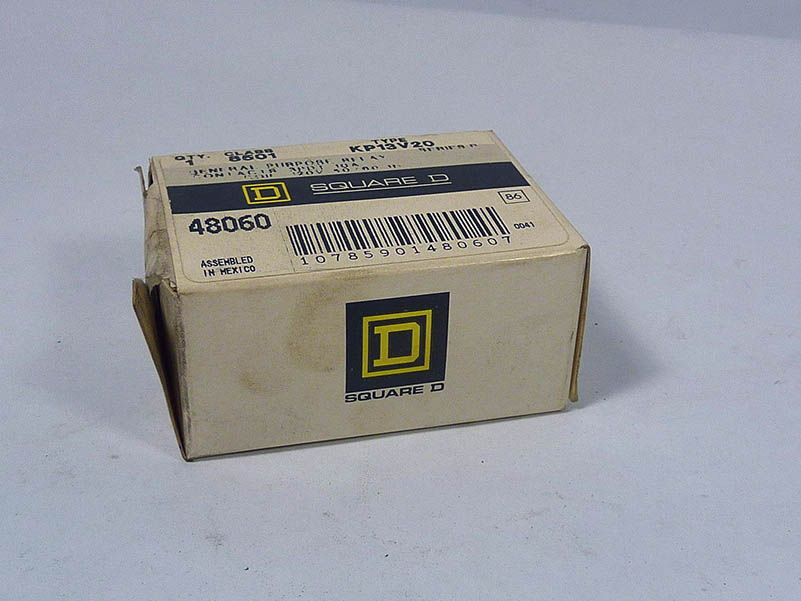 QTY. CLASS TYPE
1 8501 KP13V20
GENERAL PURPOSE RELAY SERIES D
10A
D SQUARE D
86
48060
0041
10785901480607
ASSEMBLED
IN MEXICO
D
SQUARE D